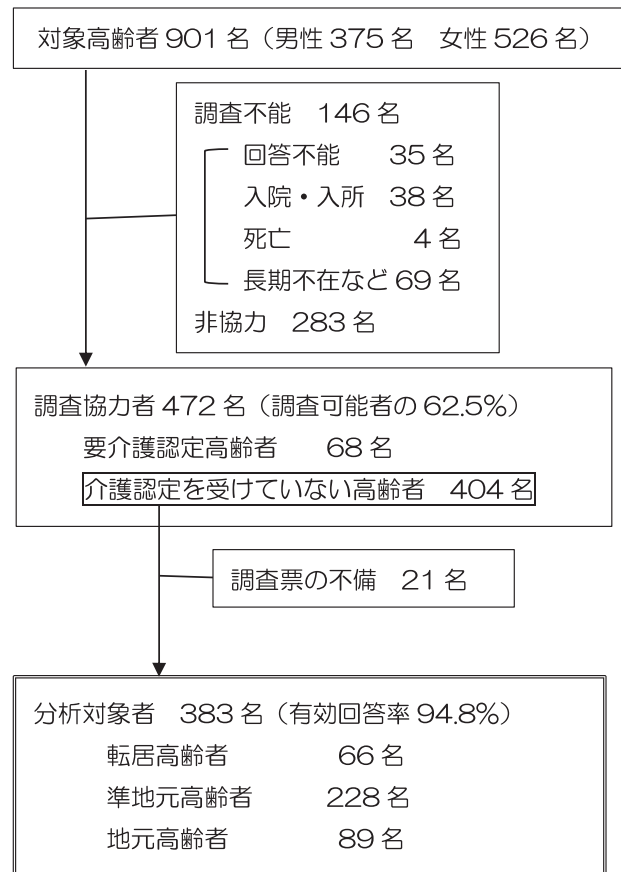 対象高齢者 901 名（男性 375 名　女性 526 名）
調査不能　146 名
回答不能　　35 名
入院・入所　38 名
死亡　　　　　4 名
長期不在など 69 名
非協力　283 名
調査協力者 472 名（調査可能者の 62.5%）
要介護認定高齢者　　68 名
介護認定を受けていない高齢者　404 名
調査票の不備　21 名
分析対象者　383 名（有効回答率 94.8%）
転居高齢者　　　　66 名
準地元高齢者　　　228 名
地元高齢者　　　　89 名